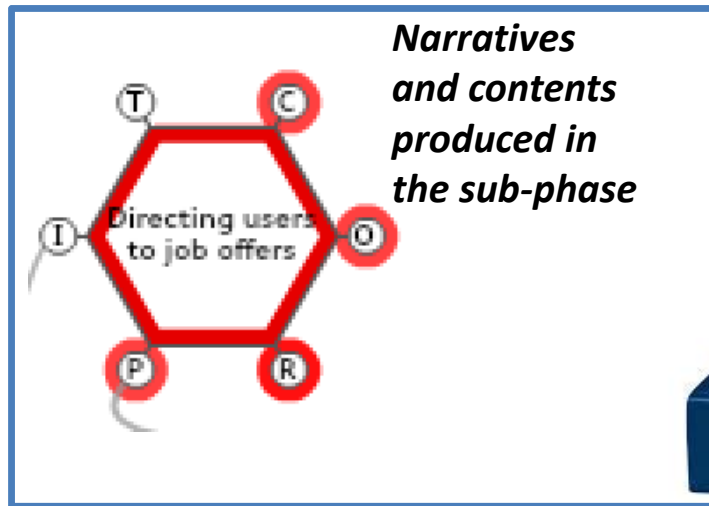 Narratives
and contents
produced in
the sub-phase
T
C
I
Directing users
to job offers
O
P
R